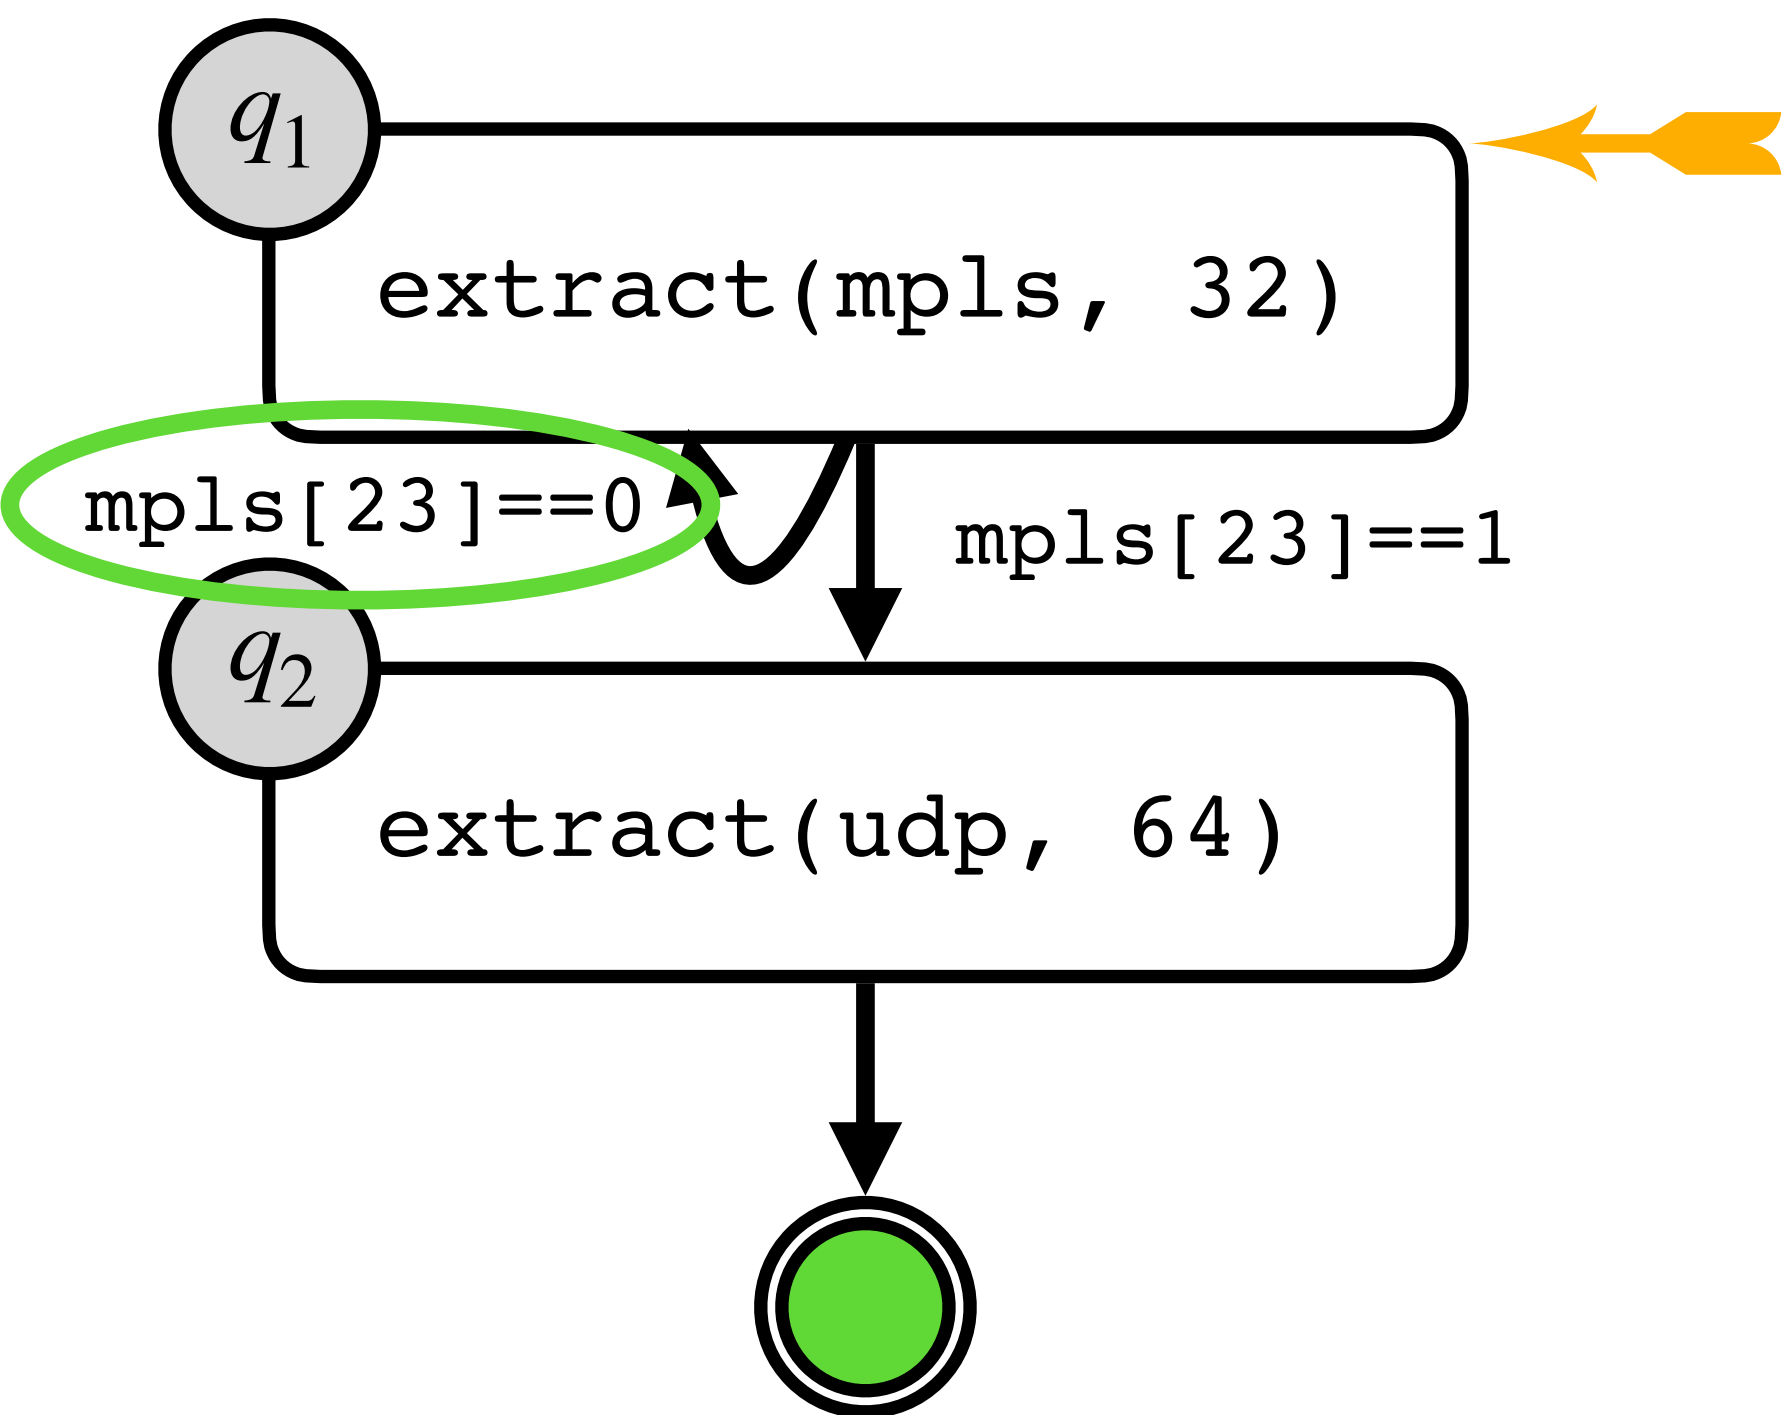 q1
extract(mpls, 32)
mpls[23]==0
mpls[23]==1
q2
extract(udp, 64)